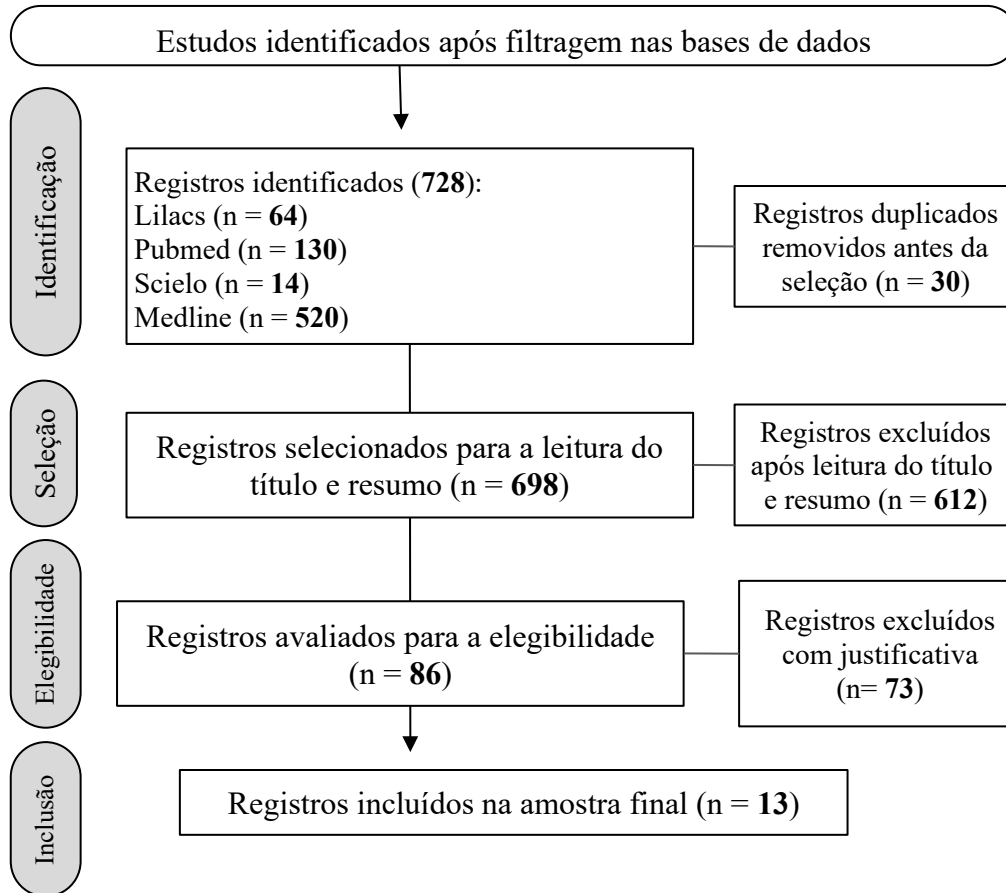 Estudos identificados após filtragem nas bases de dados
Identificação
Registros identificados (728):
Lilacs (n = 64)
Pubmed (n = 130)
Scielo (n = 14)
Medline (n = 520)
Registros duplicados
removidos antes da
seleção (n = 30)
Seleção
Registros selecionados para a leitura do
título e resumo (n = 698)
Registros excluídos
após leitura do título
e resumo (n = 612)
Elegibilidade
Registros avaliados para a elegibilidade
(n = 86)
Registros excluídos
com justificativa
(n= 73)
Inclusão
Registros incluídos na amostra final (n = 13)